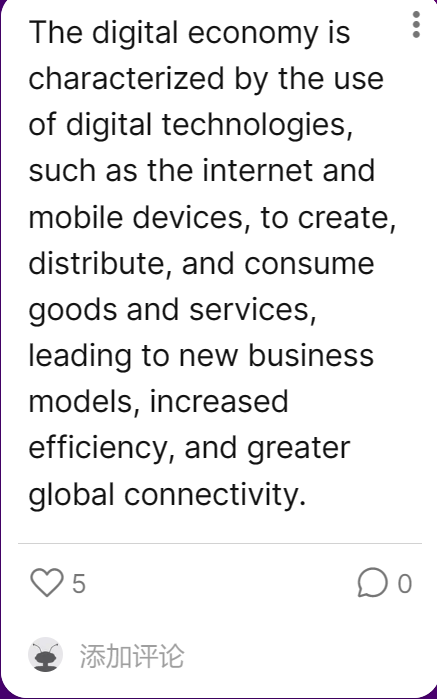 The digital economy is
characterized by the use
of digital technologies,
such as the internet and
mobile devices, to create,
distribute, and consume
goods and services,
leading to new business
models, increased
efficiency, and greater
global connectivity.
5
0
添加评论